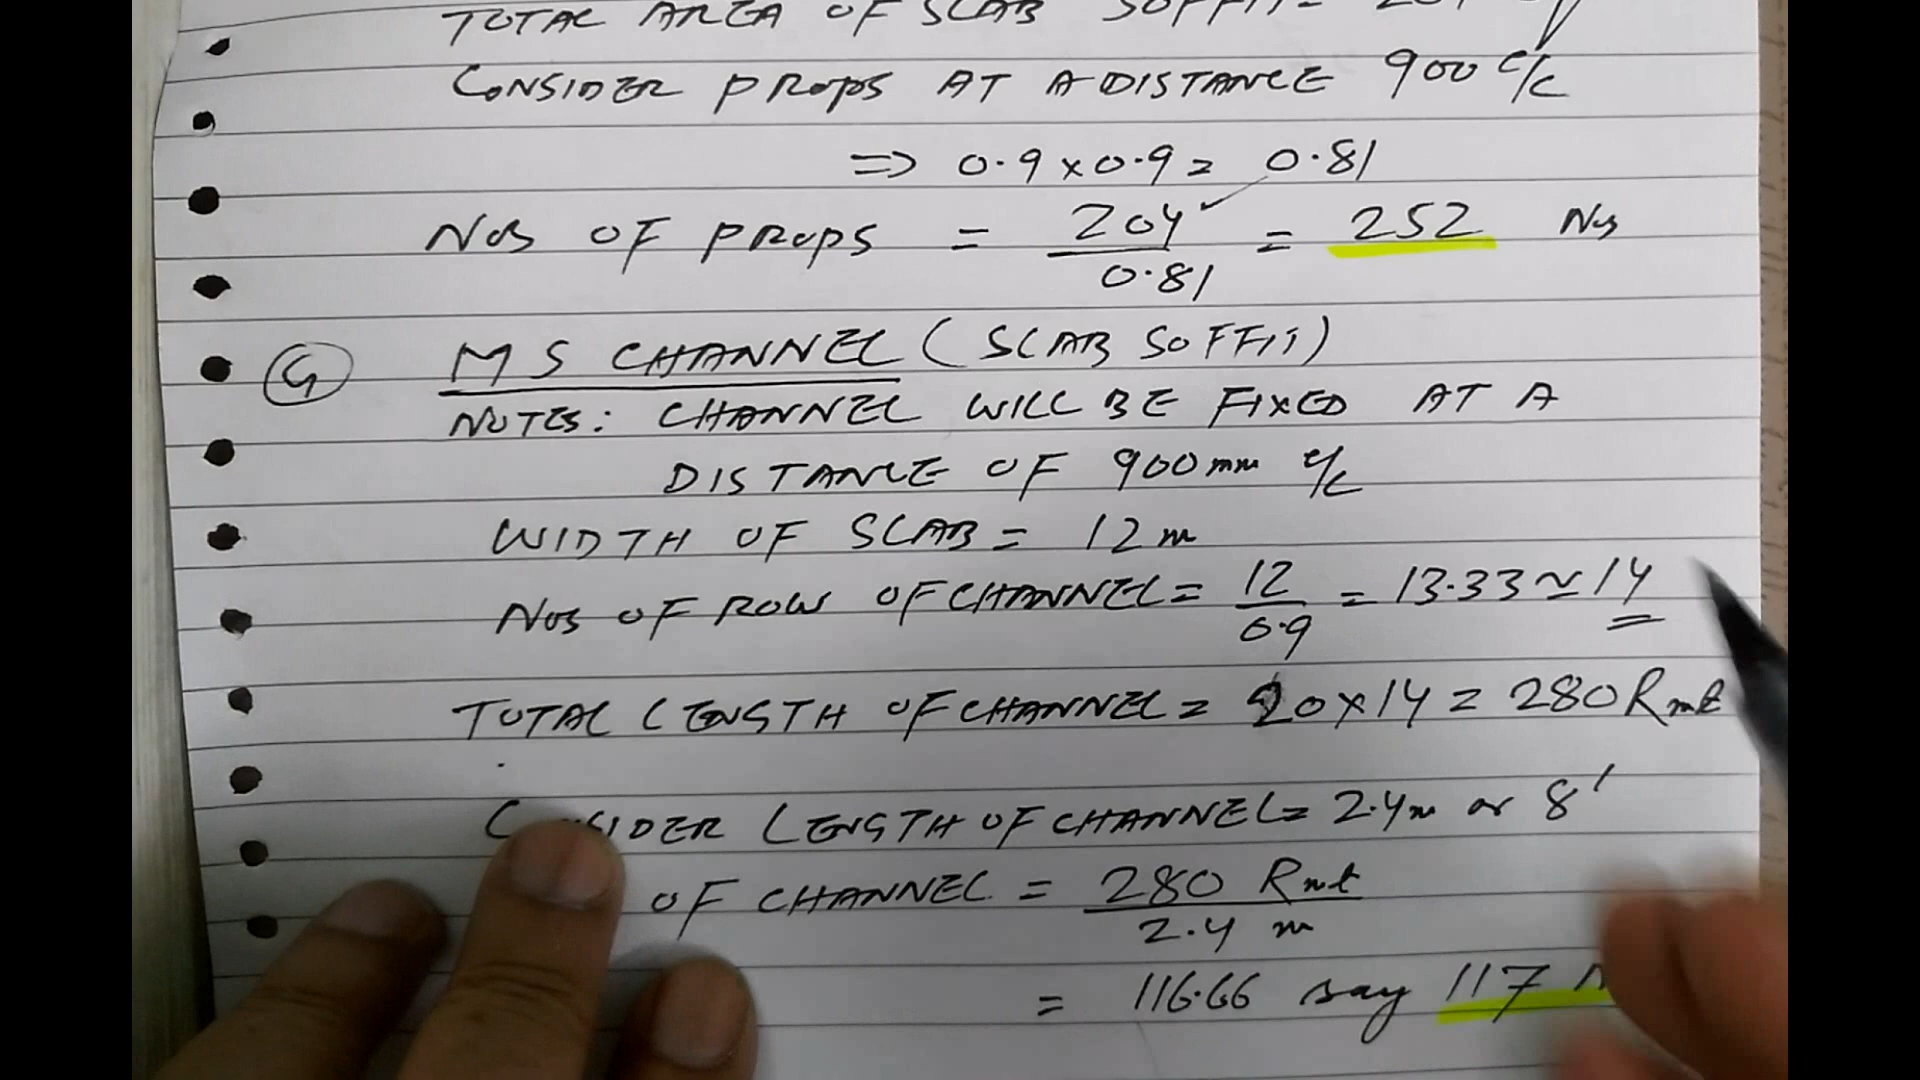 TOTAL AREA OF SLAB SOFFIT =
CONSIDER PROPS AT A DISTANCE 900 C/C
=> 0.9 x 0.9 = 0.81
NOS OF PROPS = 204 / 0.81 = 252 Nos
G MS CHANNEL (SLAB SOFFIT)
NOTES: CHANNEL WILL BE FIXED AT A
DISTANCE OF 900mm C/C
WIDTH OF SLAB = 12m
NOS OF ROW OF CHANNEL = 12 / 0.9 = 13.33 ≃ 14
TOTAL LENGTH OF CHANNEL = 20 x 14 = 280 Rmt
LENGTH OF CHANNEL = 2.4m or 8'
OF CHANNEL = 280 Rmt / 2.4 m
= 116.66 say 117